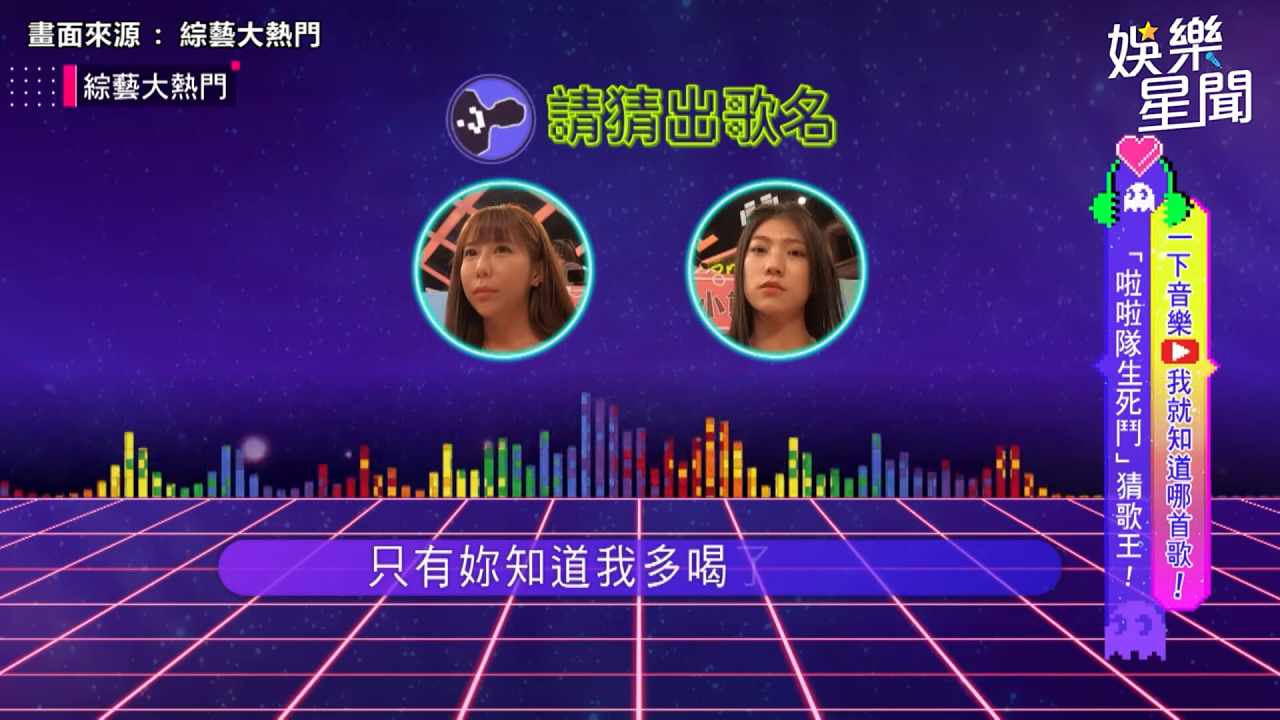 畫面來源 : 綜藝大熱門
綜藝大熱門
娛樂
星聞
請猜出歌名
一下音樂我就知道哪首歌！
「啦啦隊生死鬥」猜歌王！
只有妳知道我多喝了